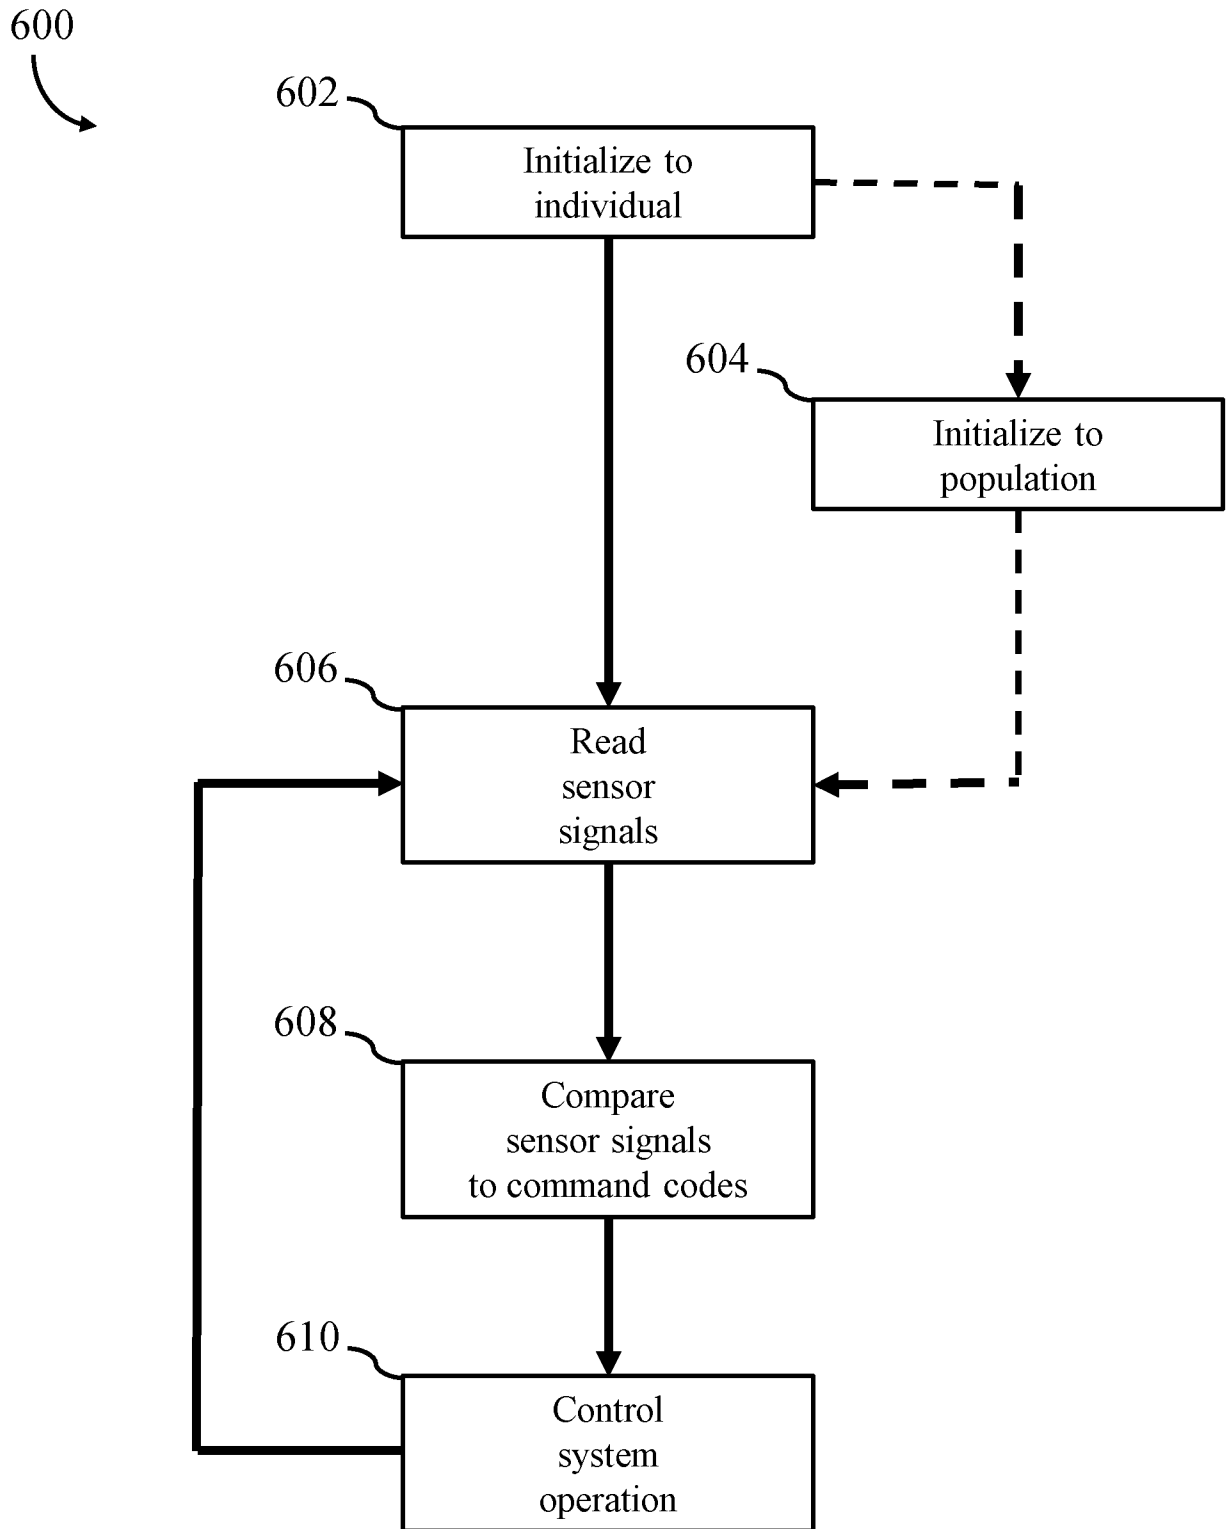 600
602
Initialize to
individual
604
Initialize to
population
606
Read
sensor
signals
608
Compare
sensor signals
to command codes
610
Control
system
operation